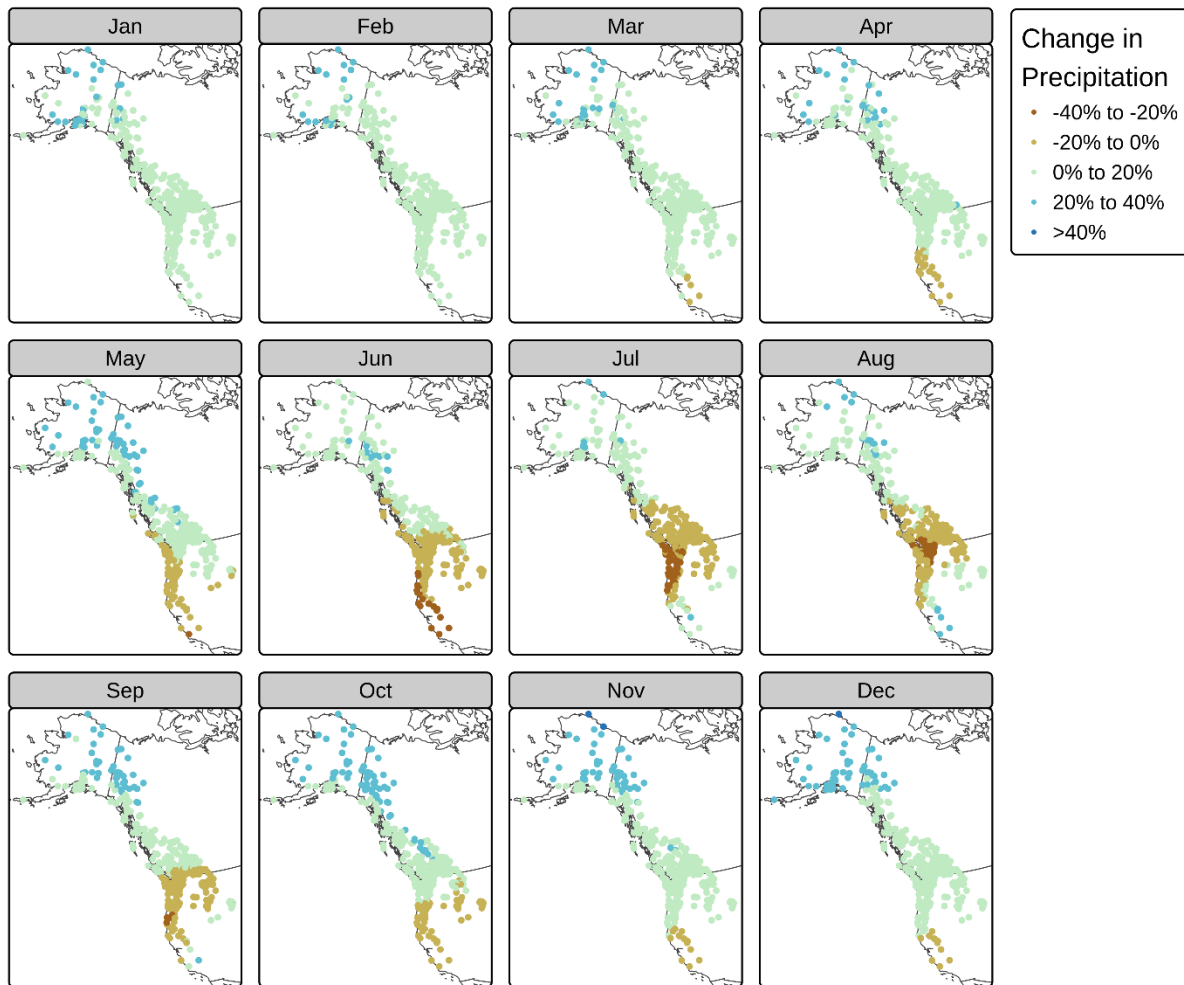 Jan
Feb
Mar
Apr
Change in
Precipitation
-40% to -20%
-20% to 0%
0% to 20%
20% to 40%
>40%
May
Jun
Jul
Aug
Sep
Oct
Nov
Dec